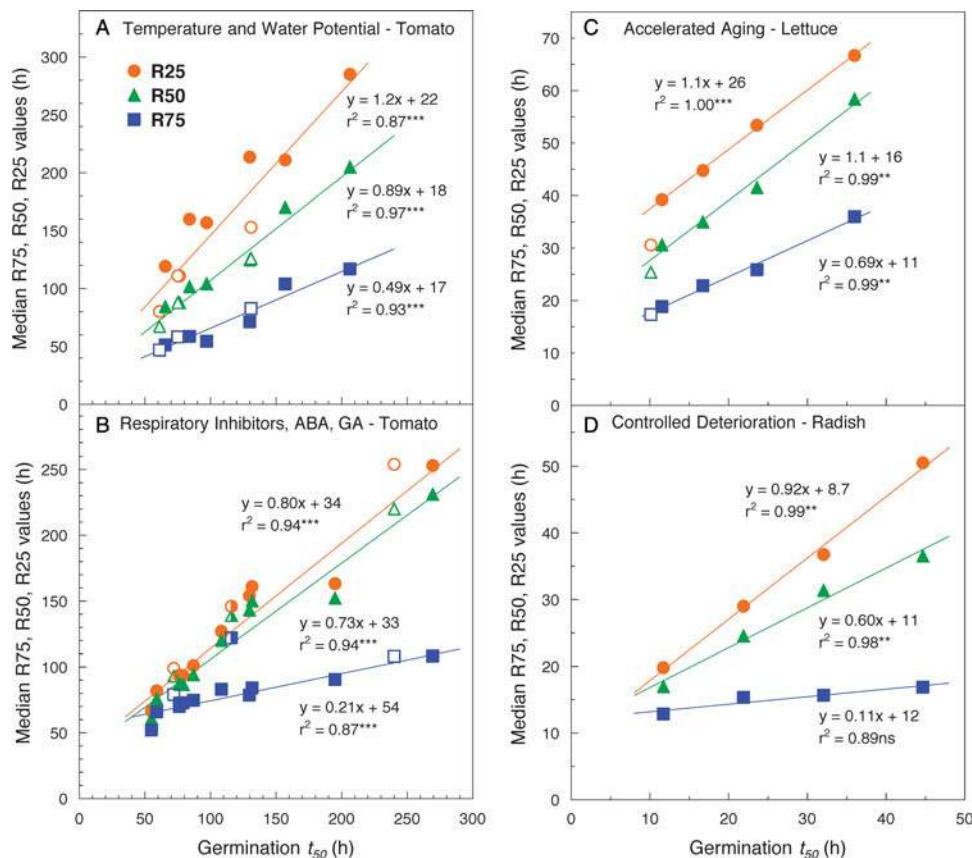 A Temperature and Water Potential - Tomato
R25
R50
R75
y = 1.2x + 22
r² = 0.87***
y = 0.89x + 18
r² = 0.97***
y = 0.49x + 17
r² = 0.93***
300
250
200
150
100
50
0
Median R75, R50, R25 values (h)
C Accelerated Aging - Lettuce
y = 1.1x + 26
r² = 1.00***
y = 1.1 + 16
r² = 0.99**
y = 0.69x + 11
r² = 0.99**
70
60
50
40
30
20
10
0
Median R75, R50, R25 values (h)
B Respiratory Inhibitors, ABA, GA - Tomato
y = 0.80x + 34
r² = 0.94***
y = 0.73x + 33
r² = 0.94***
y = 0.21x + 54
r² = 0.87***
250
200
150
100
50
0
Median R75, R50, R25 values (h)
0 50 100 150 200 250 300
Germination t50 (h)
D Controlled Deterioration - Radish
y = 0.92x + 8.7
r² = 0.99**
y = 0.60x + 11
r² = 0.98**
y = 0.11x + 12
r² = 0.89ns
50
40
30
20
10
0
Median R75, R50, R25 values (h)
0 10 20 30 40 50
Germination t50 (h)